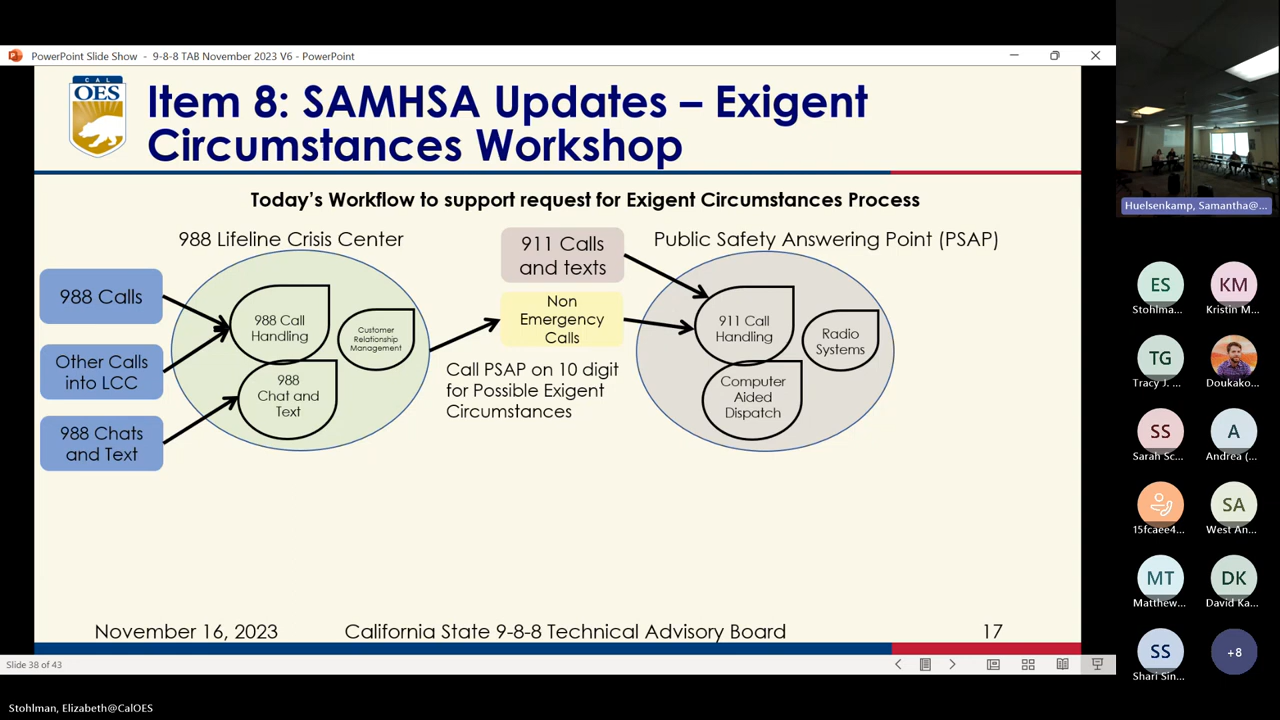 PowerPoint Slide Show - 9-8-8 TAB November 2023 V6 - PowerPoint
CAL
OES
Item 8: SAMHSA Updates – Exigent
Circumstances Workshop
Today's Workflow to support request for Exigent Circumstances Process
988 Lifeline Crisis Center
988 Calls
Other Calls
into LCC
988 Chats
and Text
988 Call
Handling
Customer
Relationship
Management
988
Chat and
Text
911 Calls
and texts
Non
Emergency
Calls
Call PSAP on 10 digit
for Possible Exigent
Circumstances
Public Safety Answering Point (PSAP)
911 Call
Handling
Radio
Systems
Computer
Aided
Dispatch
November 16, 2023
California State 9-8-8 Technical Advisory Board
17
Slide 38 of 43
Stohlman, Elizabeth@CalOES
Huelsenkamp, Samantha@...
ES
Stohlma...
KM
Kristin M...
TG
Tracy J. ...
Doukako...
SS
Sarah Sc...
A
Andrea (...
15fcaee4...
SA
West An...
MT
Matthew...
DK
David Ka...
SS
Shari Sin...
+8